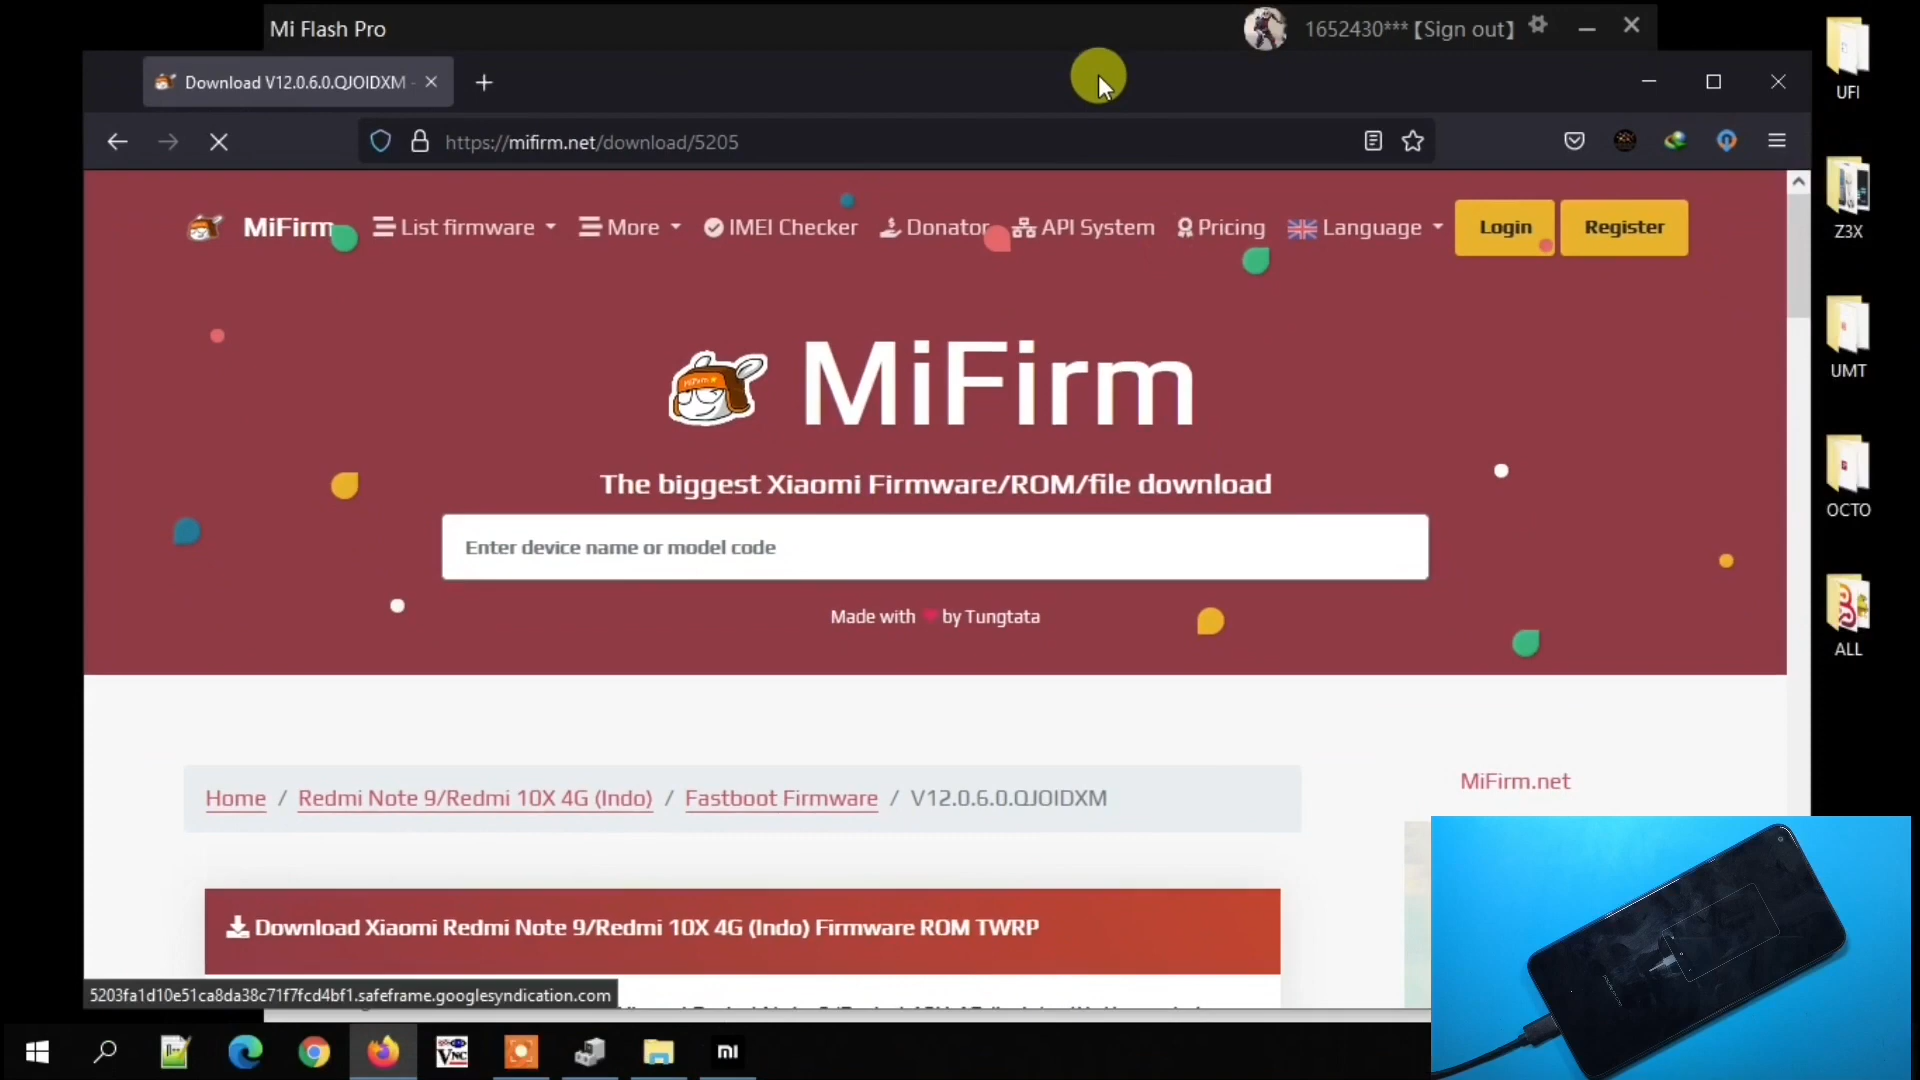 Mi Flash Pro
1652430***【Sign out】
Download V12.0.6.0.QJOIDXM -
https://mifirm.net/download/5205
MiFirm
List firmware
More
IMEI Checker
Donator
API System
Pricing
Language
Login
Register
MiFirm
The biggest Xiaomi Firmware/ROM/file download
Enter device name or model code
Made with by Tungtata
Home / Redmi Note 9/Redmi 10X 4G (Indo) / Fastboot Firmware / V12.0.6.0.QJOIDXM
MiFirm.net
Download Xiaomi Redmi Note 9/Redmi 10X 4G (Indo) Firmware ROM TWRP
5203fa1d10e51ca8da38c71f7fcd4bf1.safeframe.googlesyndication.com
UFI
Z3X
UMT
OCTO
ALL
VNC
mi